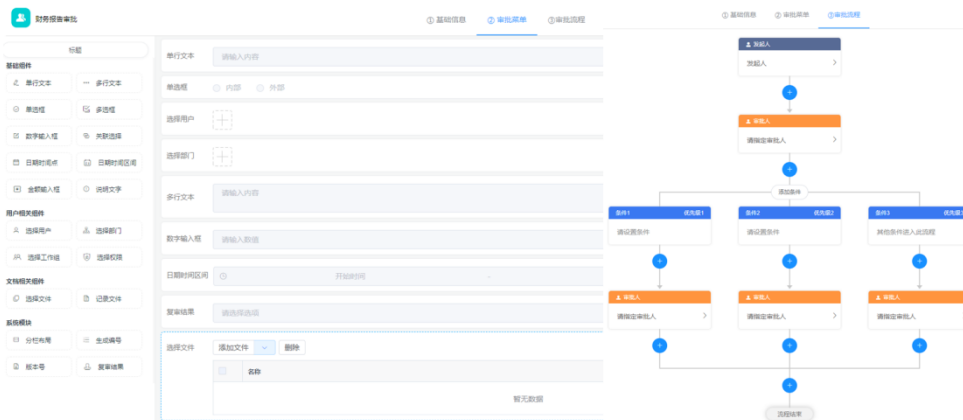 财务报告审批
① 基础信息 ② 审批菜单 ③审批流程
标题
基础组件
单行文本 多行文本
单选框 多选框
数字输入框 关联选择
日期时间点 日期时间区间
金额输入框 说明文字
用户相关组件
选择用户 选择部门
选择工作组 选择权限
文档相关组件
选择文件 记录文件
系统模块
分栏布局 生成编号
版本号 复审结果
单行文本 请输入内容
单选框 内部 外部
选择用户
选择部门
多行文本 请输入内容
数字输入框 请输入数值
日期时间区间 开始时间 -
复审结果 请选择选项
选择文件 添加文件 删除
名称
暂无数据
① 基础信息 ② 审批菜单 ③审批流程
发起人
发起人
审批人
请指定审批人
添加条件
条件1 优先级1 条件2 优先级2 条件3 优先级3
请设置条件 请设置条件 其他条件进入此流程
审批人 审批人 审批人
请指定审批人 请指定审批人 请指定审批人
流程结束